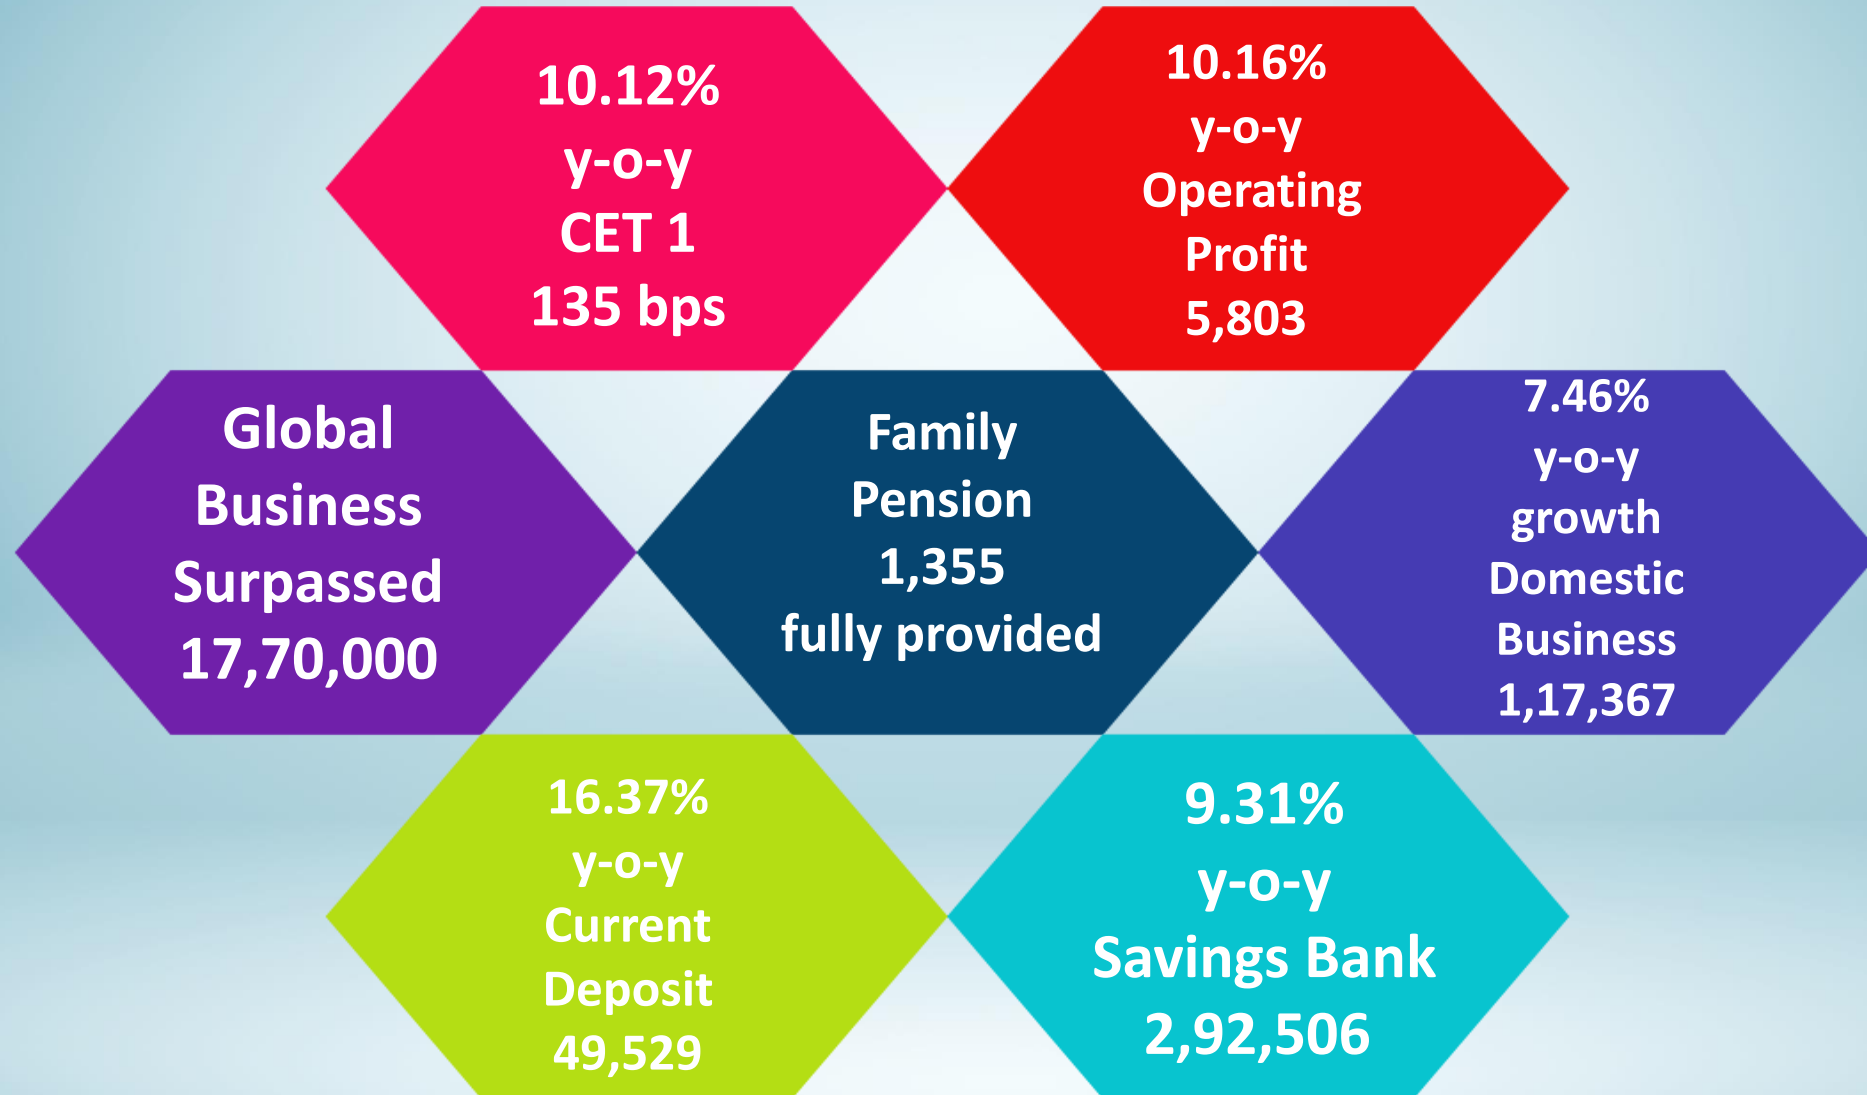 10.12%
y-o-y
CET 1
135 bps
10.16%
y-o-y
Operating
Profit
5,803
Global
Business
Surpassed
17,70,000
Family
Pension
1,355
fully provided
7.46%
y-o-y
growth
Domestic
Business
1,17,367
16.37%
y-o-y
Current
Deposit
49,529
9.31%
y-o-y
Savings Bank
2,92,506